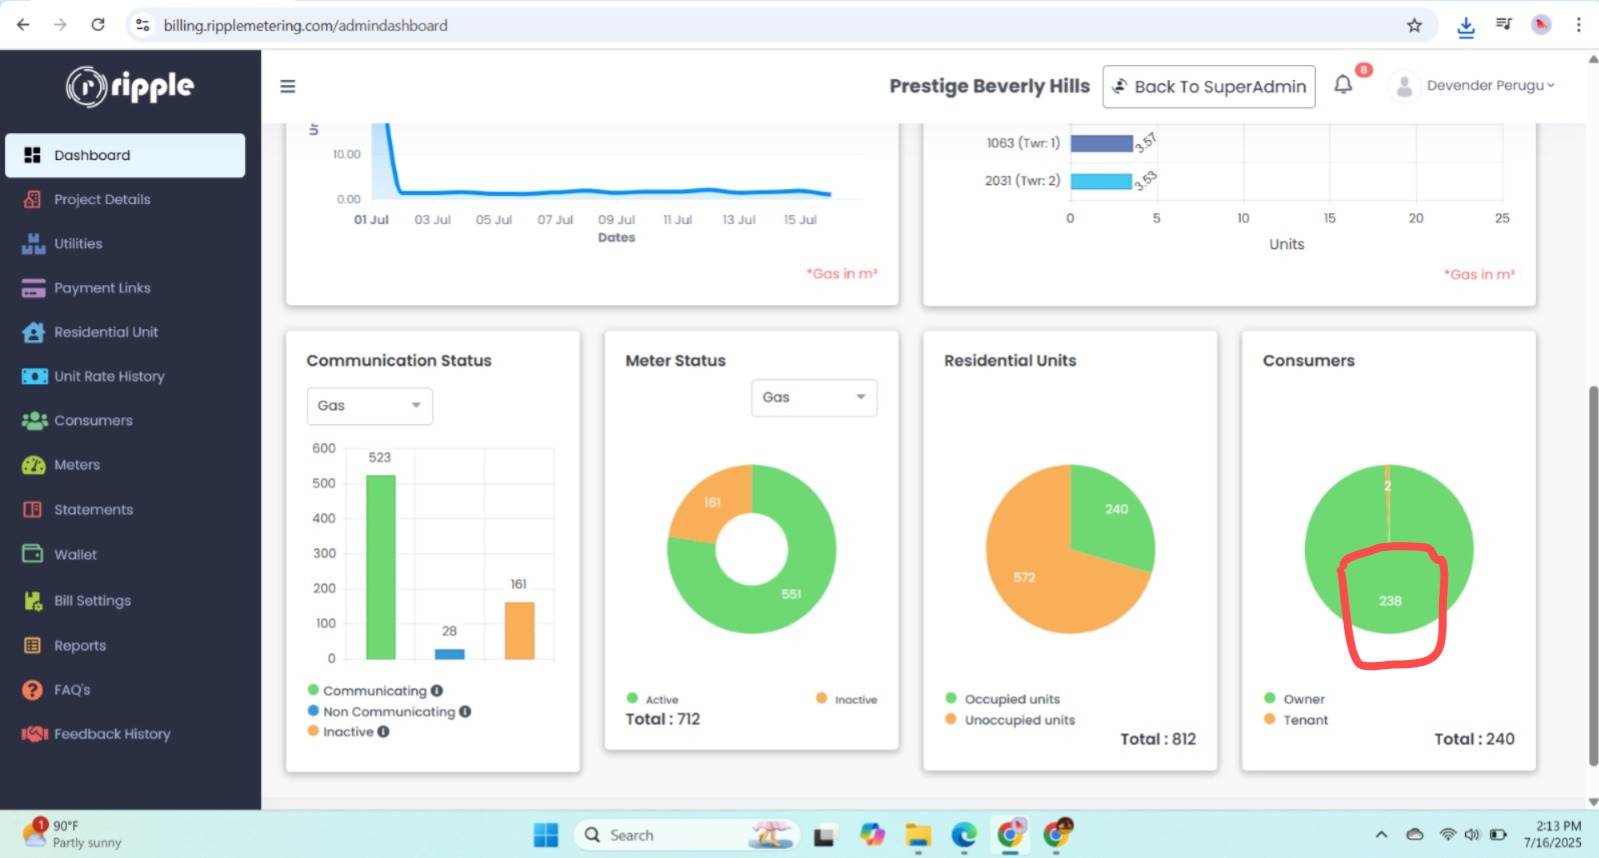 billing.ripplemetering.com/admindashboard
ripple
Prestige Beverly Hills
Back To SuperAdmin
8
Devender Perugu
Dashboard
Project Details
Utilities
Payment Links
Residential Unit
Unit Rate History
Consumers
Meters
Statements
Wallet
Bill Settings
Reports
FAQ's
Feedback History
10.00
0.00
01 Jul 03 Jul 05 Jul 07 Jul 09 Jul 11 Jul 13 Jul 15 Jul
Dates
*Gas in m³
1063 (Twr: 1) 3.57
2031 (Twr: 2) 3.53
0 5 10 15 20 25
Units
*Gas in m³
Communication Status
Gas
600
500
400
300
200
100
0
523
28
161
Communicating
Non Communicating
Inactive
Meter Status
Gas
161
551
Active
Inactive
Total : 712
Residential Units
240
572
Occupied units
Unoccupied units
Total : 812
Consumers
2
238
Owner
Tenant
Total : 240
1
90°F
Partly sunny
Search
2:13 PM
7/16/2025